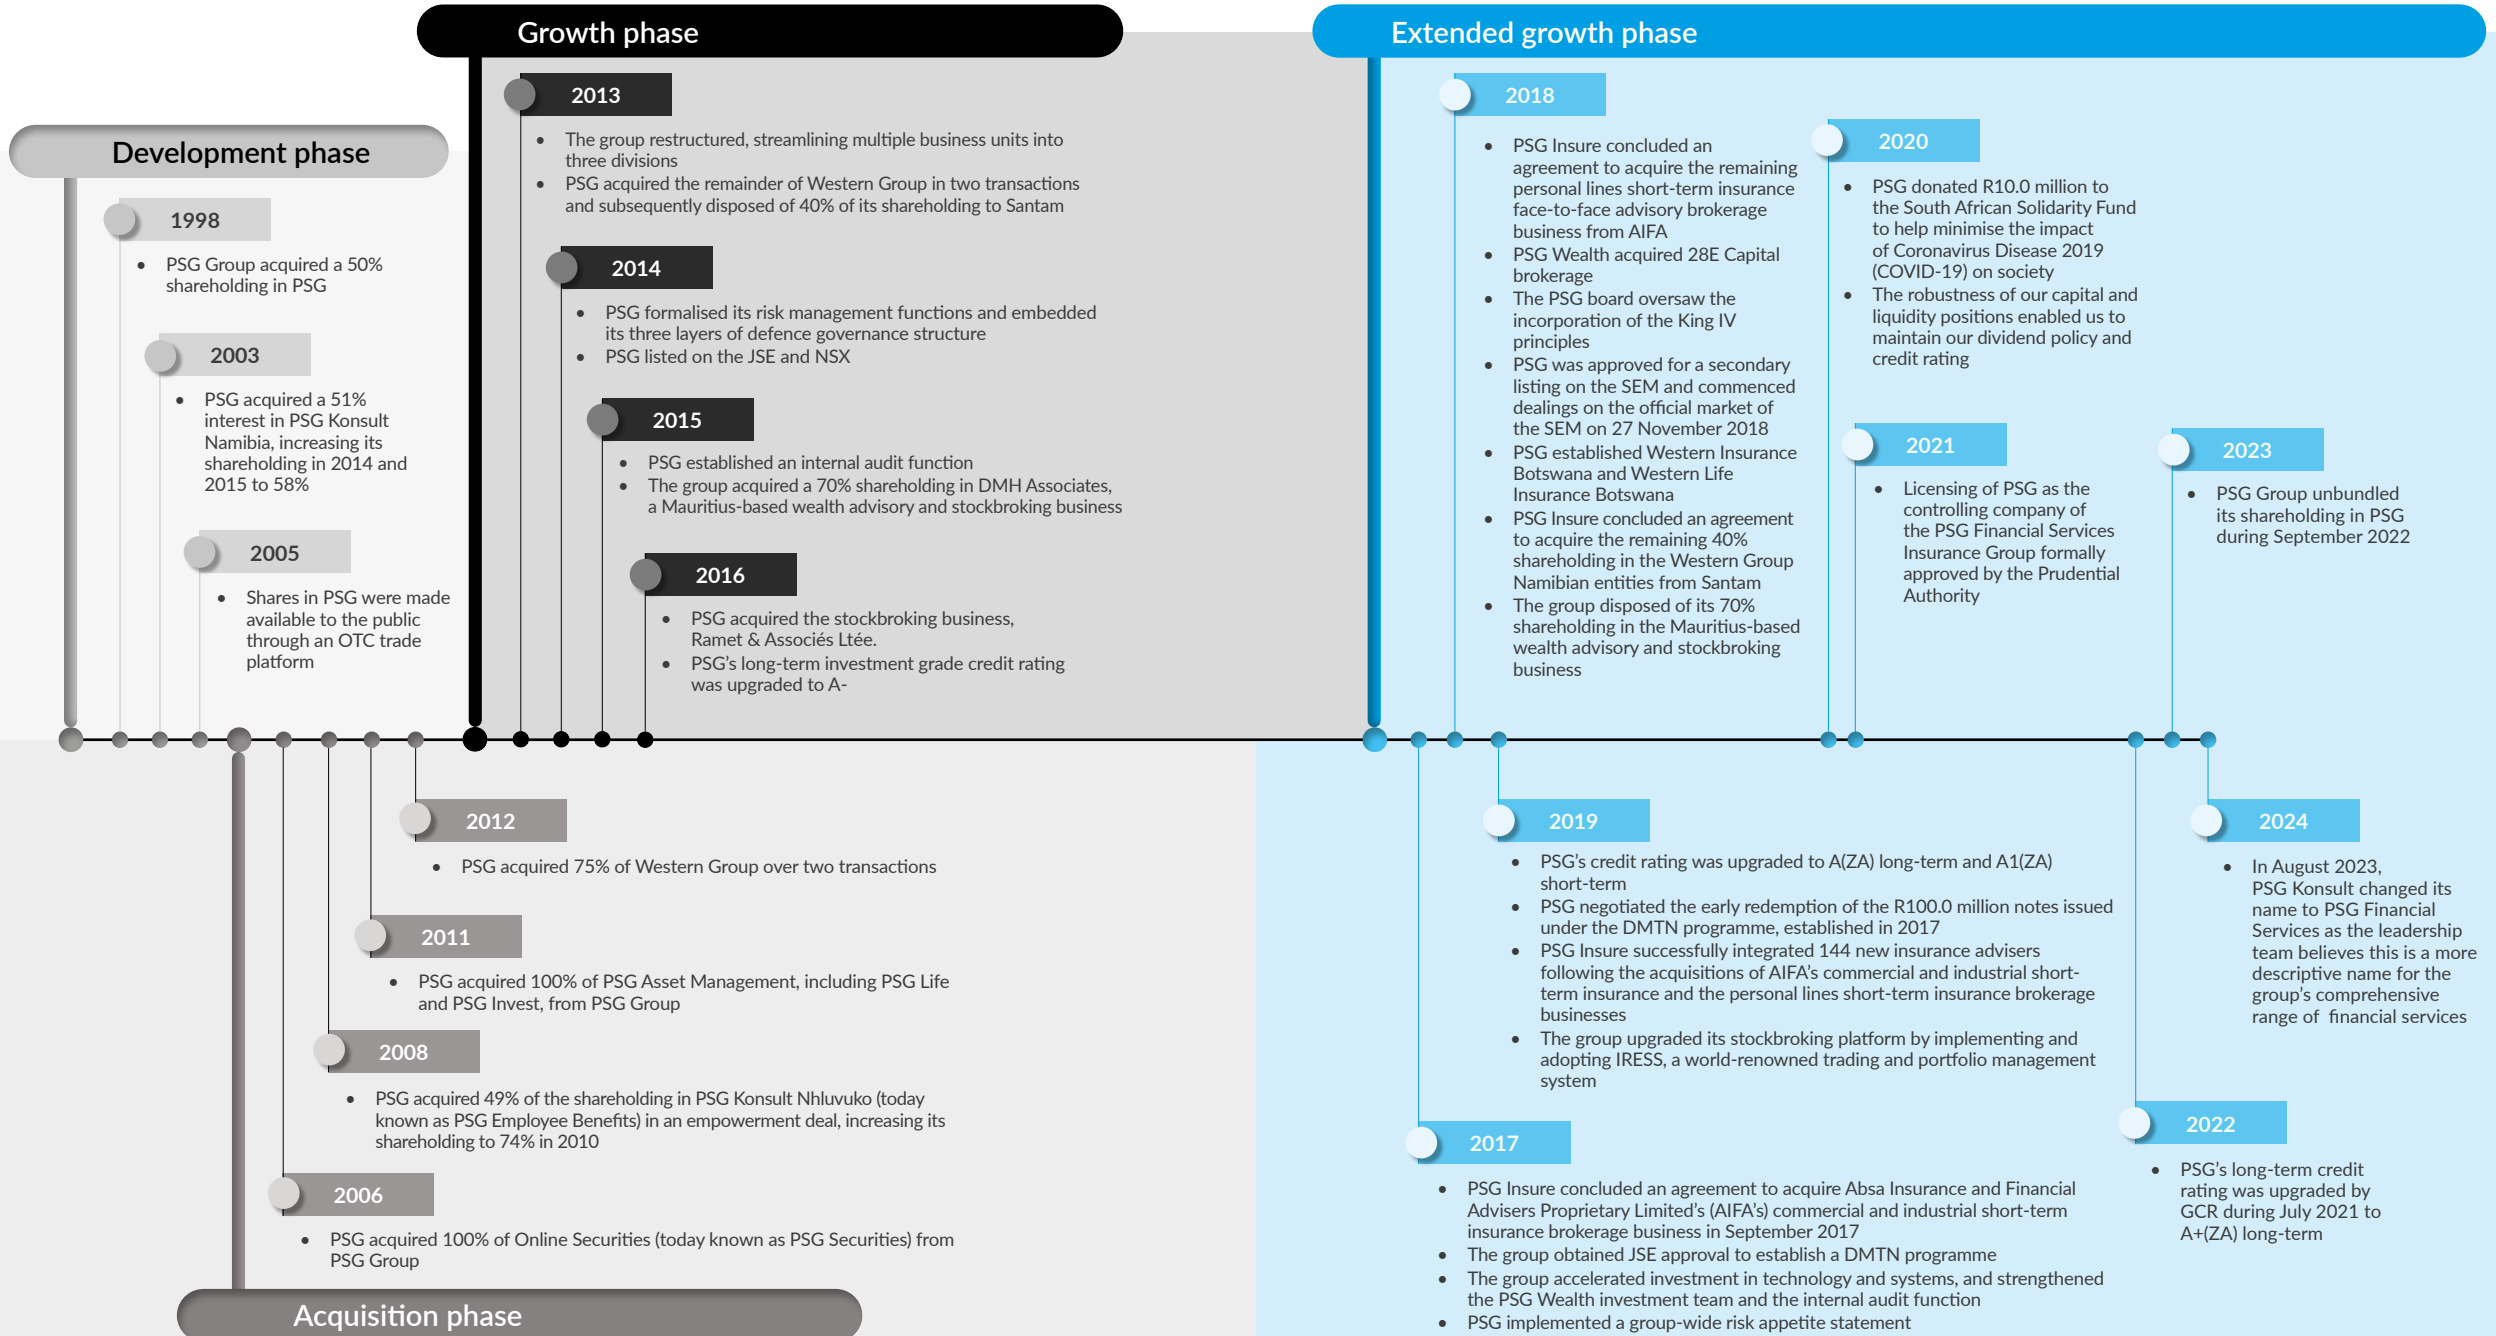 Development phase
1998
• PSG Group acquired a 50%
shareholding in PSG
2003
• PSG acquired a 51%
interest in PSG Konsult
Namibia, increasing its
shareholding in 2014 and
2015 to 58%
2005
• Shares in PSG were made
available to the public
through an OTC trade
platform
Acquisition phase
2006
• PSG acquired 100% of Online Securities (today known as PSG Securities) from
PSG Group
2008
• PSG acquired 49% of the shareholding in PSG Konsult Nhluvuko (today
known as PSG Employee Benefits) in an empowerment deal, increasing its
shareholding to 74% in 2010
2011
• PSG acquired 100% of PSG Asset Management, including PSG Life
and PSG Invest, from PSG Group
2012
• PSG acquired 75% of Western Group over two transactions
Growth phase
2013
• The group restructured, streamlining multiple business units into
three divisions
• PSG acquired the remainder of Western Group in two transactions
and subsequently disposed of 40% of its shareholding to Santam
2014
• PSG formalised its risk management functions and embedded
its three layers of defence governance structure
• PSG listed on the JSE and NSX
2015
• PSG established an internal audit function
• The group acquired a 70% shareholding in DMH Associates,
a Mauritius-based wealth advisory and stockbroking business
2016
• PSG acquired the stockbroking business,
Ramet & Associés Ltée.
• PSG’s long-term investment grade credit rating
was upgraded to A-
Extended growth phase
2017
• PSG Insure concluded an agreement to acquire Absa Insurance and Financial
Advisers Proprietary Limited’s (AIFA’s) commercial and industrial short-term
insurance brokerage business in September 2017
• The group obtained JSE approval to establish a DMTN programme
• The group accelerated investment in technology and systems, and strengthened
the PSG Wealth investment team and the internal audit function
• PSG implemented a group-wide risk appetite statement
2018
• PSG Insure concluded an
agreement to acquire the remaining
personal lines short-term insurance
face-to-face advisory brokerage
business from AIFA
• PSG Wealth acquired 28E Capital
brokerage
• The PSG board oversaw the
incorporation of the King IV
principles
• PSG was approved for a secondary
listing on the SEM and commenced
dealings on the official market of
the SEM on 27 November 2018
• PSG established Western Insurance
Botswana and Western Life
Insurance Botswana
• PSG Insure concluded an agreement
to acquire the remaining 40%
shareholding in the Western Group
Namibian entities from Santam
• The group disposed of its 70%
shareholding in the Mauritius-based
wealth advisory and stockbroking
business
2019
• PSG’s credit rating was upgraded to A(ZA) long-term and A1(ZA)
short-term
• PSG negotiated the early redemption of the R100.0 million notes issued
under the DMTN programme, established in 2017
• PSG Insure successfully integrated 144 new insurance advisers
following the acquisitions of AIFA’s commercial and industrial short-
term insurance and the personal lines short-term insurance brokerage
businesses
• The group upgraded its stockbroking platform by implementing and
adopting IRESS, a world-renowned trading and portfolio management
system
2020
• PSG donated R10.0 million to
the South African Solidarity Fund
to help minimise the impact
of Coronavirus Disease 2019
(COVID-19) on society
• The robustness of our capital and
liquidity positions enabled us to
maintain our dividend policy and
credit rating
2021
• Licensing of PSG as the
controlling company of
the PSG Financial Services
Insurance Group formally
approved by the Prudential
Authority
2022
• PSG’s long-term credit
rating was upgraded by
GCR during July 2021 to
A+(ZA) long-term
2023
• PSG Group unbundled
its shareholding in PSG
during September 2022
2024
• In August 2023,
PSG Konsult changed its
name to PSG Financial
Services as the leadership
team believes this is a more
descriptive name for the
group’s comprehensive
range of financial services